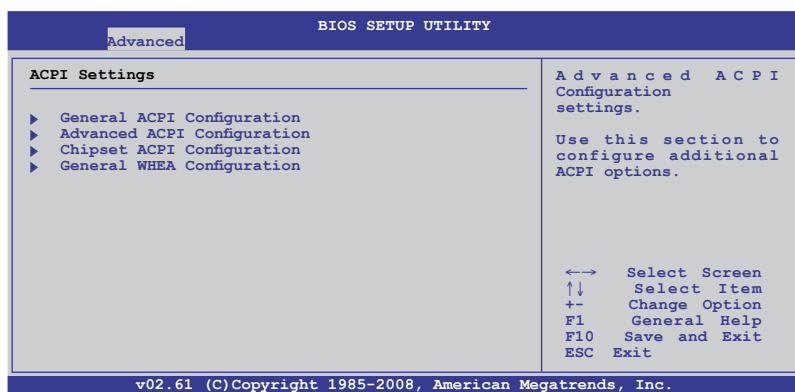 BIOS SETUP UTILITY
Advanced
ACPI Settings
General ACPI Configuration
Advanced ACPI Configuration
Chipset ACPI Configuration
General WHEA Configuration
Advanced ACPI
Configuration
settings.
Use this section to
configure additional
ACPI options.
←→ Select Screen
↑↓ Select Item
+- Change Option
F1 General Help
F10 Save and Exit
ESC Exit
v02.61 (C)Copyright 1985-2008, American Megatrends, Inc.